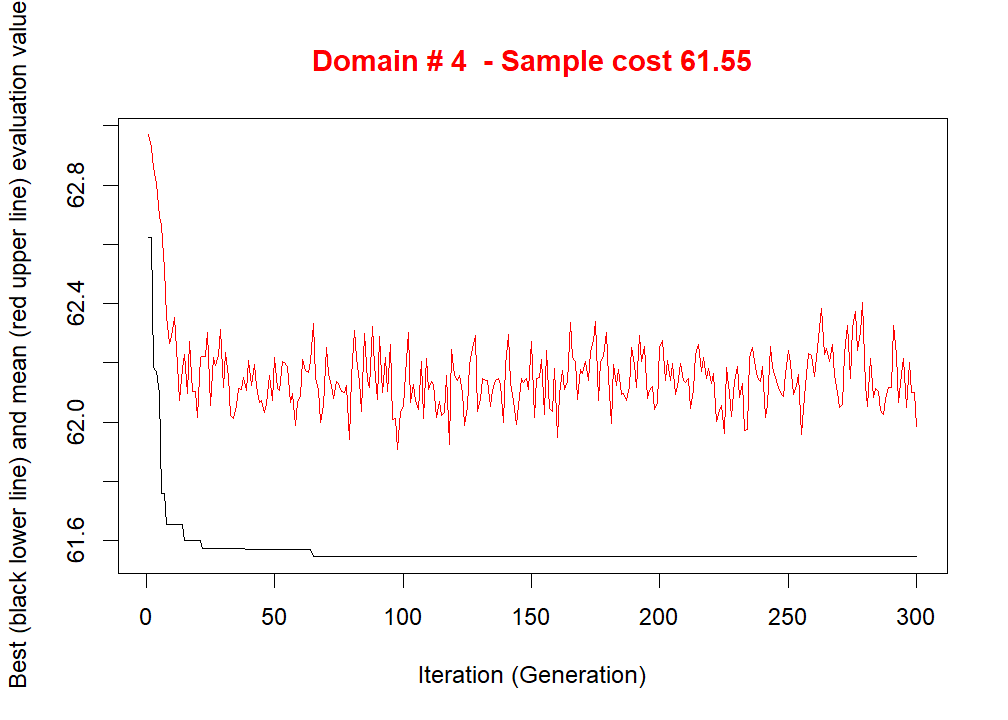 Domain # 4  - Sample cost 61.55
Best (black lower line) and mean (red upper line) evaluation value
62.8
62.4
62.0
61.6
0 50 100 150 200 250 300
Iteration (Generation)